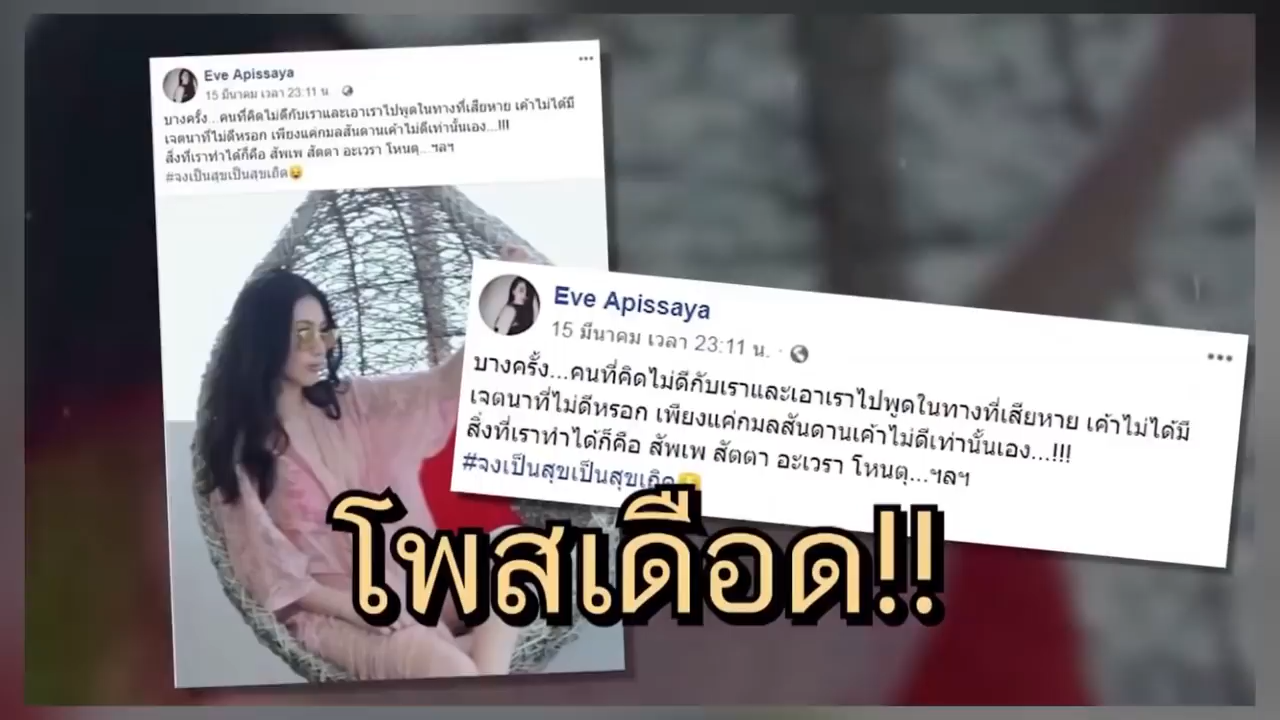 Eve Apissaya
15 มีนาคม เวลา 23:11 น.
บางครั้ง...คนที่คิดไม่ดีกับเราและเอาเราไปพูดในทางที่เสียหาย เค้าไม่ได้มี
เจตนาที่ไม่ดีหรอก เพียงแค่กมลสันดานเค้าไม่ดีเท่านั้นเอง...!!!
สิ่งที่เราทำได้ก็คือ สัพเพ สัตตา อะเวรา โหนตุ...ฯลฯ
#จงเป็นสุขเป็นสุขเถิด
Eve Apissaya
15 มีนาคม เวลา 23:11 น. ·
บางครั้ง...คนที่คิดไม่ดีกับเราและเอาเราไปพูดในทางที่เสียหาย เค้าไม่ได้มี
เจตนาที่ไม่ดีหรอก เพียงแค่กมลสันดานเค้าไม่ดีเท่านั้นเอง...!!!
สิ่งที่เราทำได้ก็คือ สัพเพ สัตตา อะเวรา โหนตุ...ฯลฯ
#จงเป็นสุขเป็นสุขเถิด
โพสเดือด!!